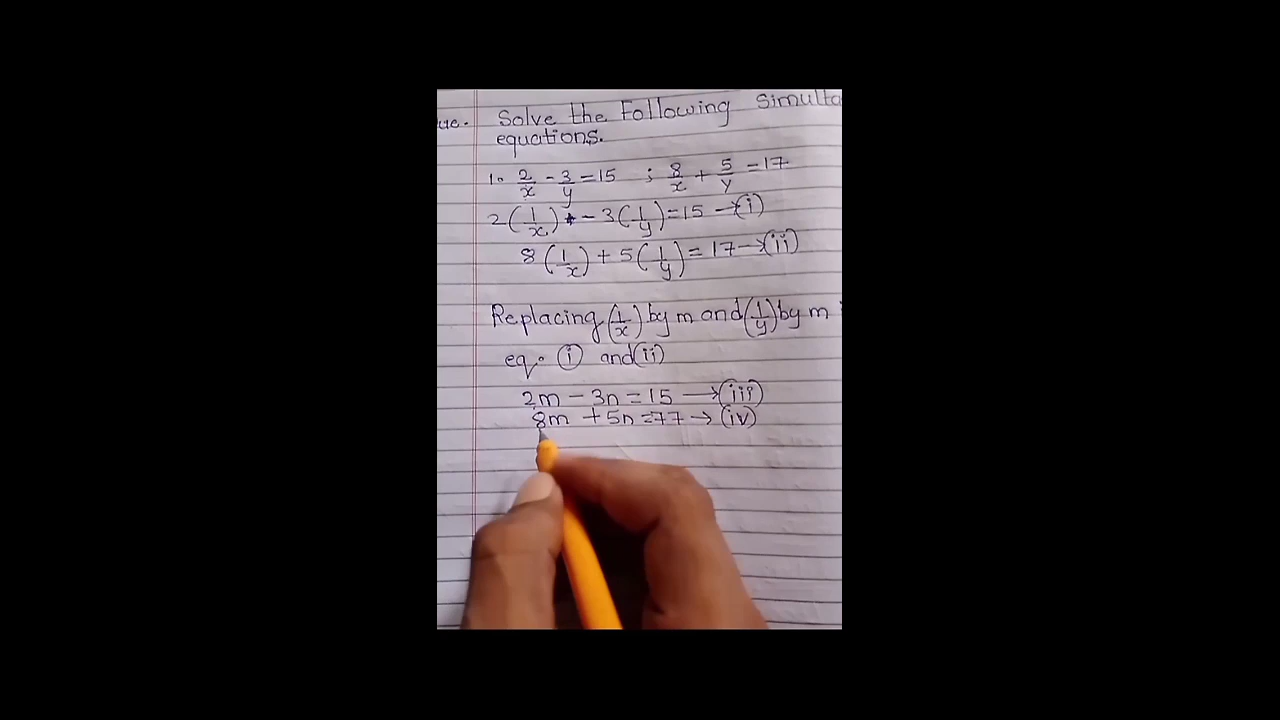 ue. Solve the Following Simulta
equations.
1. 2/x - 3/y = 15 ; 8/x + 5/y = 17
2(1/x) - 3(1/y) = 15 → (i)
8(1/x) + 5(1/y) = 17 → (ii)
Replacing (1/x) by m and (1/y) by m
eq. (i) and (ii)
2m - 3n = 15 → (iii)
8m + 5n = 77 → (iv)